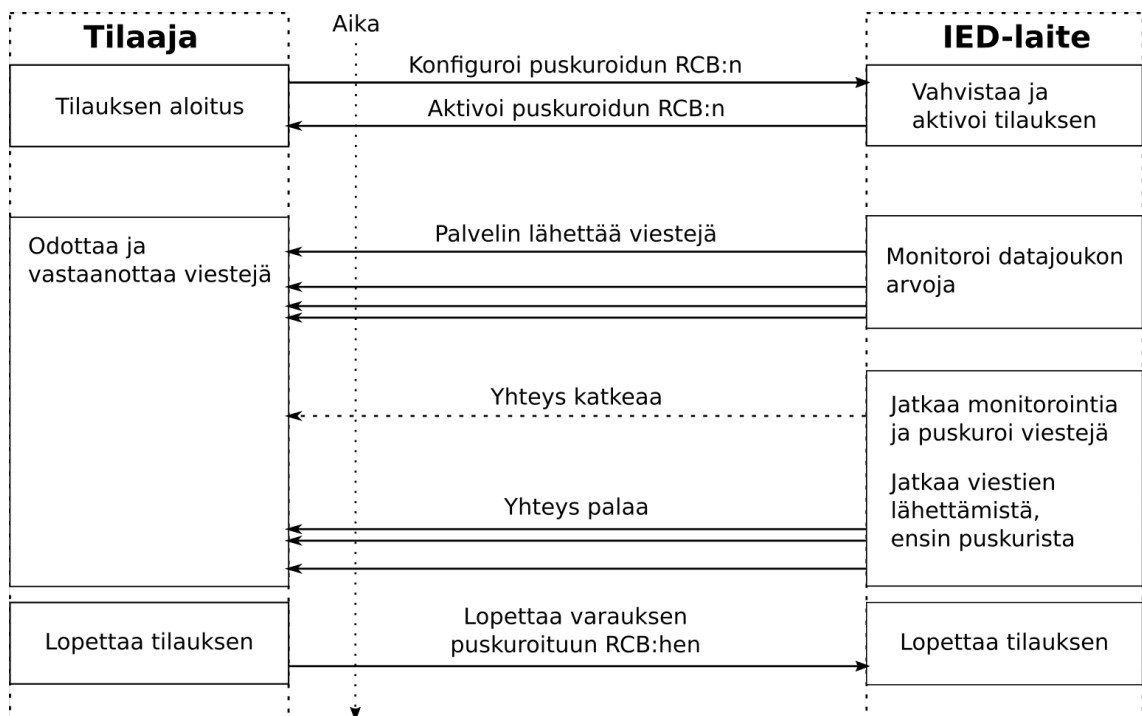 Tilaaja
Aika
IED-laite
Konfiguroi puskuroidun RCB:n
Tilauksen aloitus
Aktivoi puskuroidun RCB:n
Vahvistaa ja
aktivoi tilauksen
Odottaa ja
vastaanottaa viestejä
Palvelin lähettää viestejä
Monitoroi datajoukon
arvoja
Yhteys katkeaa
Jatkaa monitorointia
ja puskuroi viestejä
Yhteys palaa
Jatkaa viestien
lähettämistä,
ensin puskurista
Lopettaa tilauksen
Lopettaa varauksen
puskuroituun RCB:hen
Lopettaa tilauksen